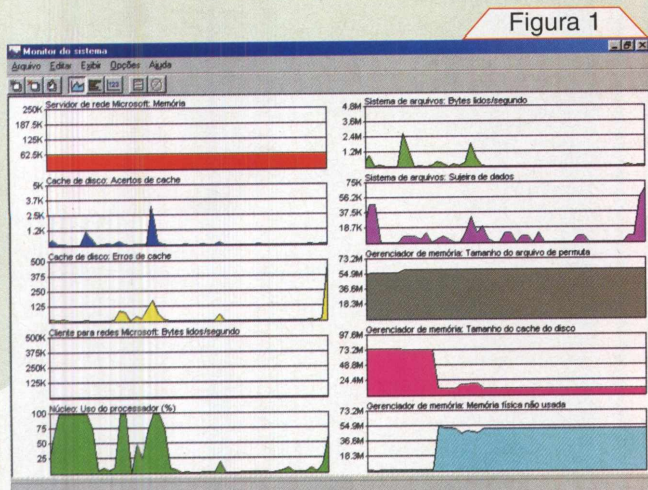 Figura 1
Monitor do sistema
Arquivo Editar Exibir Opções Ajuda
Servidor de rede Microsoft: Memória
250K
187.5K
125K
62.5K
Cache de disco: Acertos de cache
5K
3.7K
2.5K
1.2K
Cache de disco: Erros de cache
500
375
250
125
Cliente para redes Microsoft: Bytes lidos/segundo
500K
375K
250K
125K
Núcleo: Uso do processador (%)
100
75
50
25
Sistema de arquivos: Bytes lidos/segundo
4.8M
3.6M
2.4M
1.2M
Sistema de arquivos: Sujeira de dados
75K
56.2K
37.5K
18.7K
Gerenciador de memória: Tamanho do arquivo de permuta
73.2M
54.9M
36.6M
18.3M
Gerenciador de memória: Tamanho do cache do disco
97.6M
73.2M
48.8M
24.4M
Gerenciador de memória: Memória física não usada
73.2M
54.9M
36.6M
18.3M